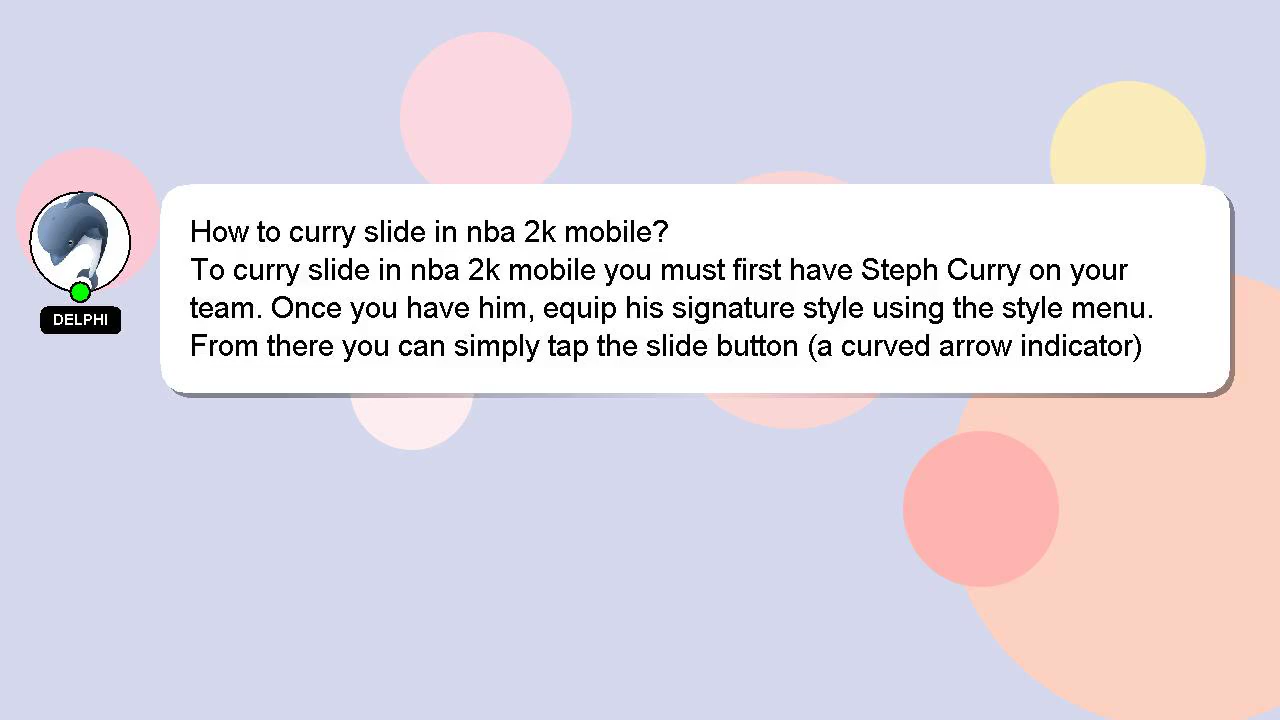 How to curry slide in nba 2k mobile?
To curry slide in nba 2k mobile you must first have Steph Curry on your
team. Once you have him, equip his signature style using the style menu.
From there you can simply tap the slide button (a curved arrow indicator)
DELPHI